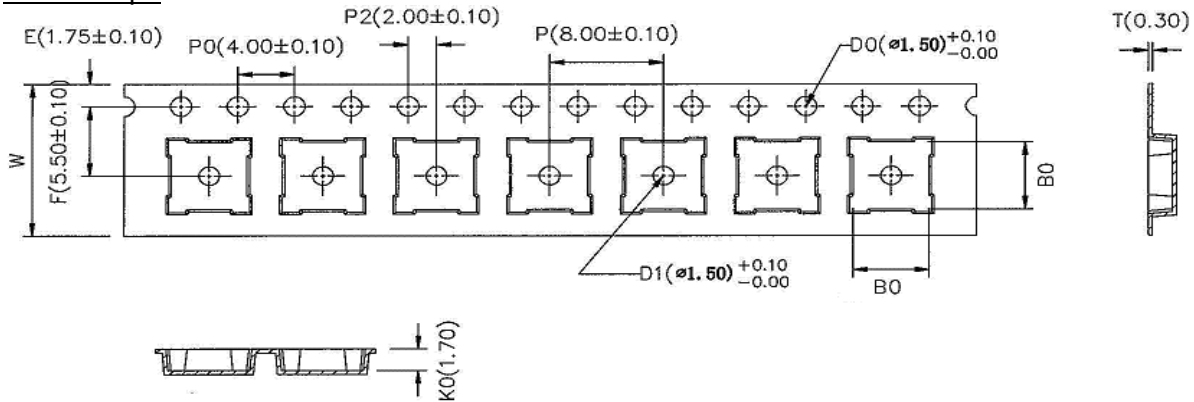 P2(2.00±0.10)
T(0.30)
E(1.75±0.10)
P0(4.00±0.10)
P(8.00±0.10)
D0(⌀1.50)+0.10 -0.00
W
F(5.50±0.10)
B0
D1(⌀1.50)+0.10 -0.00
B0
K0(1.70)